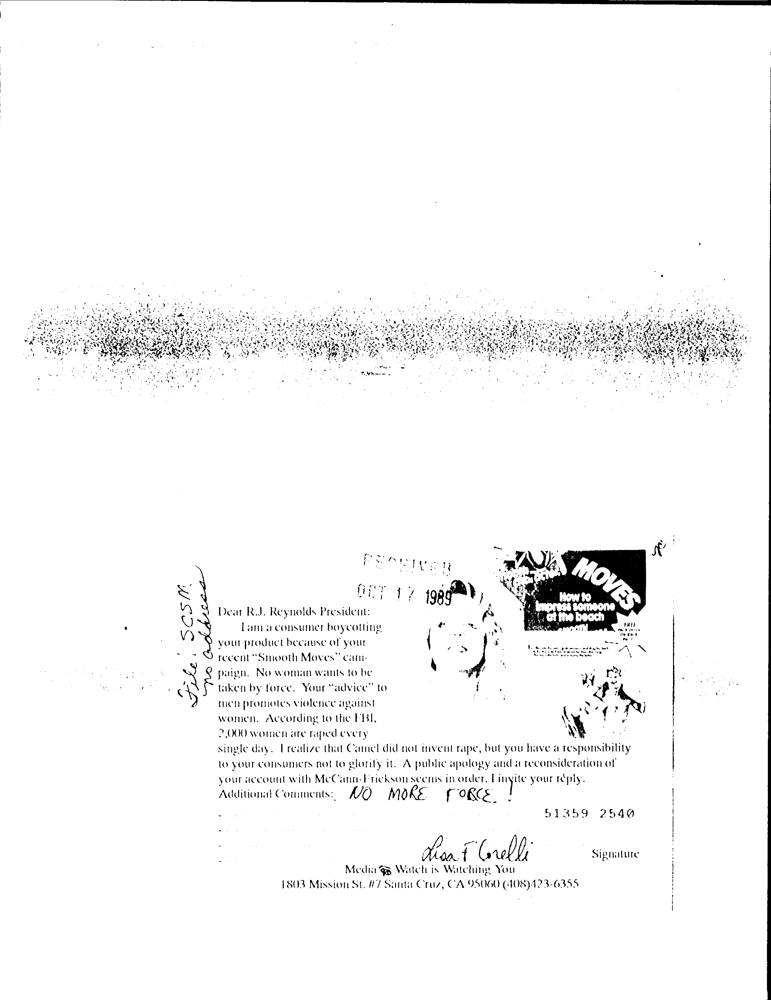 RECEIVED
OCT 17 1989
MOVES
How to
impress someone
at the beach
File: SCSM
no address
Dear R.J. Reynolds President:
I am a consumer boycotting
your product because of your
recent "Smooth Moves" cam-
paign. No woman wants to be
taken by force. Your "advice" to
men promotes violence against
women. According to the FBI,
2,000 women are raped every
single day. I realize that Camel did not invent rape, but you have a responsibility
to your consumers not to glorify it. A public apology and a reconsideration of
your account with McCann-Erickson seems in order. I invite your reply.
Additional Comments: NO MORE FORCE !
51359 2540
Lisa F Corelli
Signature
Media Watch is Watching You
1803 Mission St. #7 Santa Cruz, CA 95060 (408)423-6355